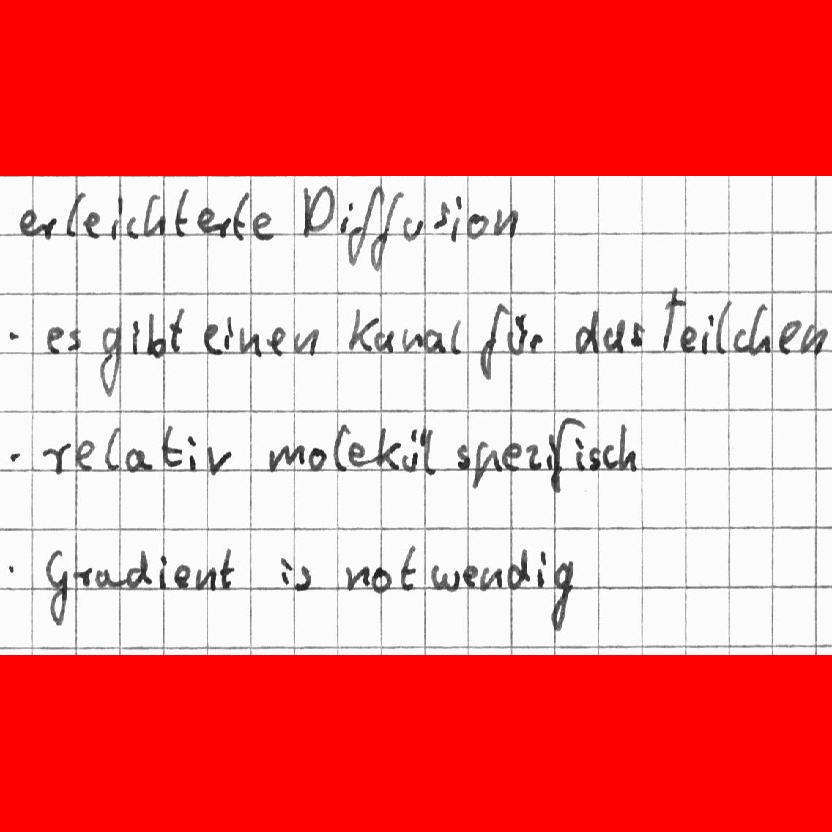 erleichterte Diffusion
· es gibt einen Kanal für das Teilchen
· relativ molekül spezifisch
· Gradient is notwendig